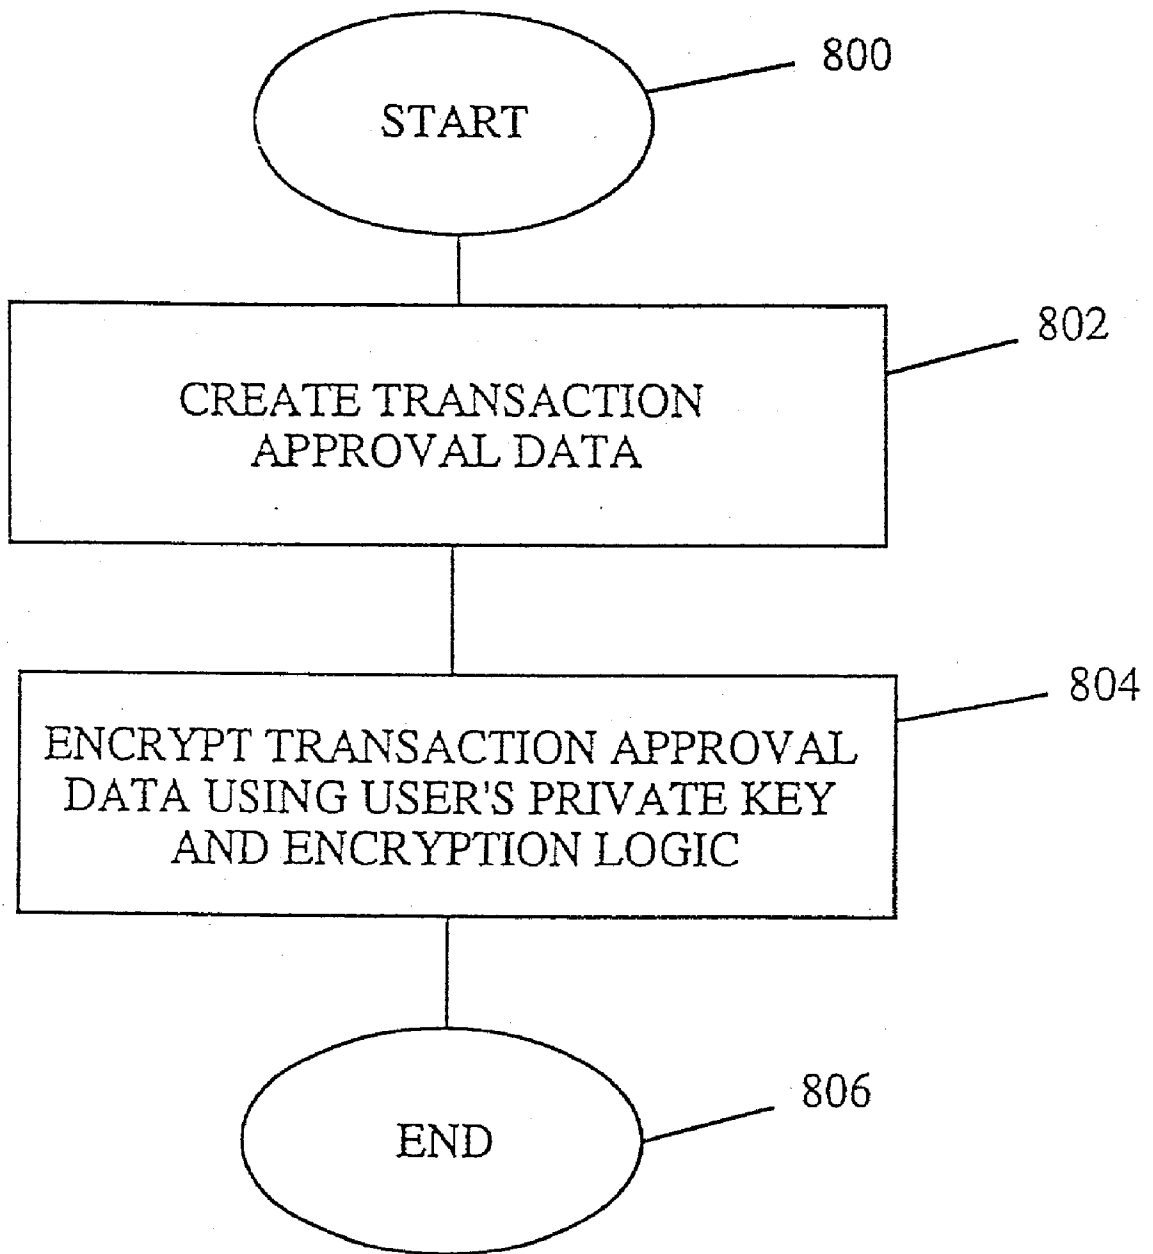 800
START
802
CREATE TRANSACTION
APPROVAL DATA
804
ENCRYPT TRANSACTION APPROVAL
DATA USING USER'S PRIVATE KEY
AND ENCRYPTION LOGIC
806
END